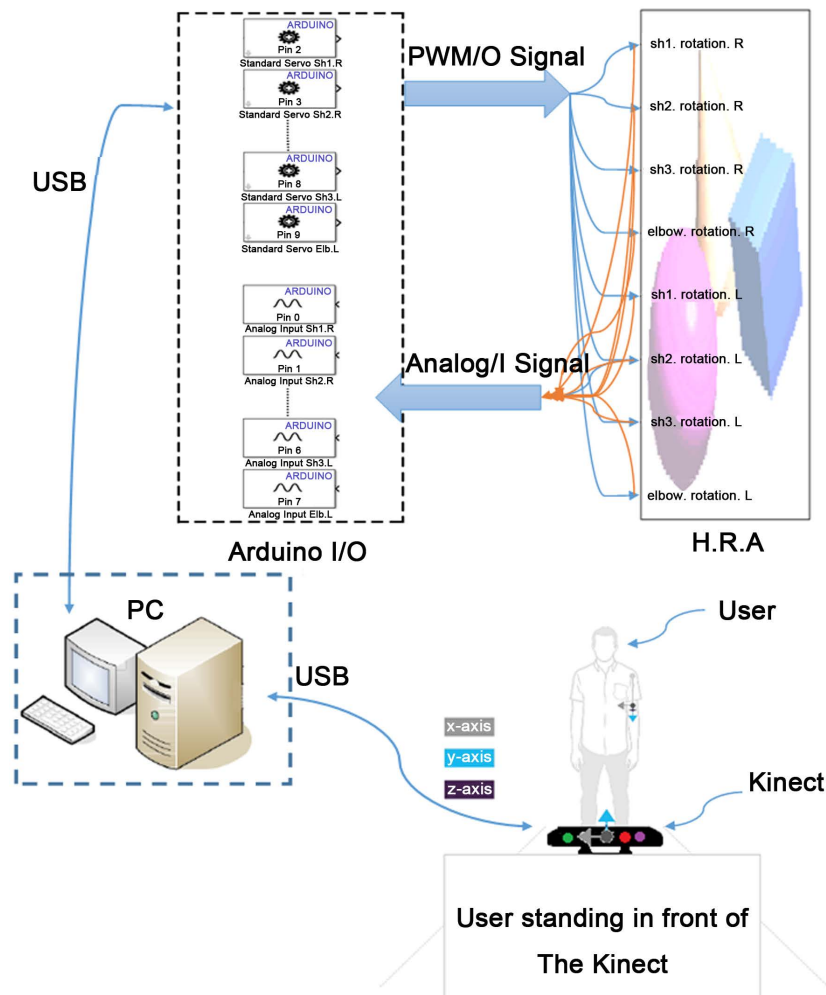 ARDUINO
Pin 2
Standard Servo Sh1.R
ARDUINO
Pin 3
Standard Servo Sh2.R
ARDUINO
Pin 8
Standard Servo Sh3.L
ARDUINO
Pin 9
Standard Servo Elb.L
ARDUINO
Pin 0
Analog Input Sh1.R
ARDUINO
Pin 1
Analog Input Sh2.R
ARDUINO
Pin 6
Analog Input Sh3.L
ARDUINO
Pin 7
Analog Input Elb.L
Arduino I/O
USB
PWM/O Signal
Analog/I Signal
sh1. rotation. R
sh2. rotation. R
sh3. rotation. R
elbow. rotation. R
sh1. rotation. L
sh2. rotation. L
sh3. rotation. L
elbow. rotation. L
H.R.A
PC
USB
User
x-axis
y-axis
z-axis
Kinect
User standing in front of
The Kinect